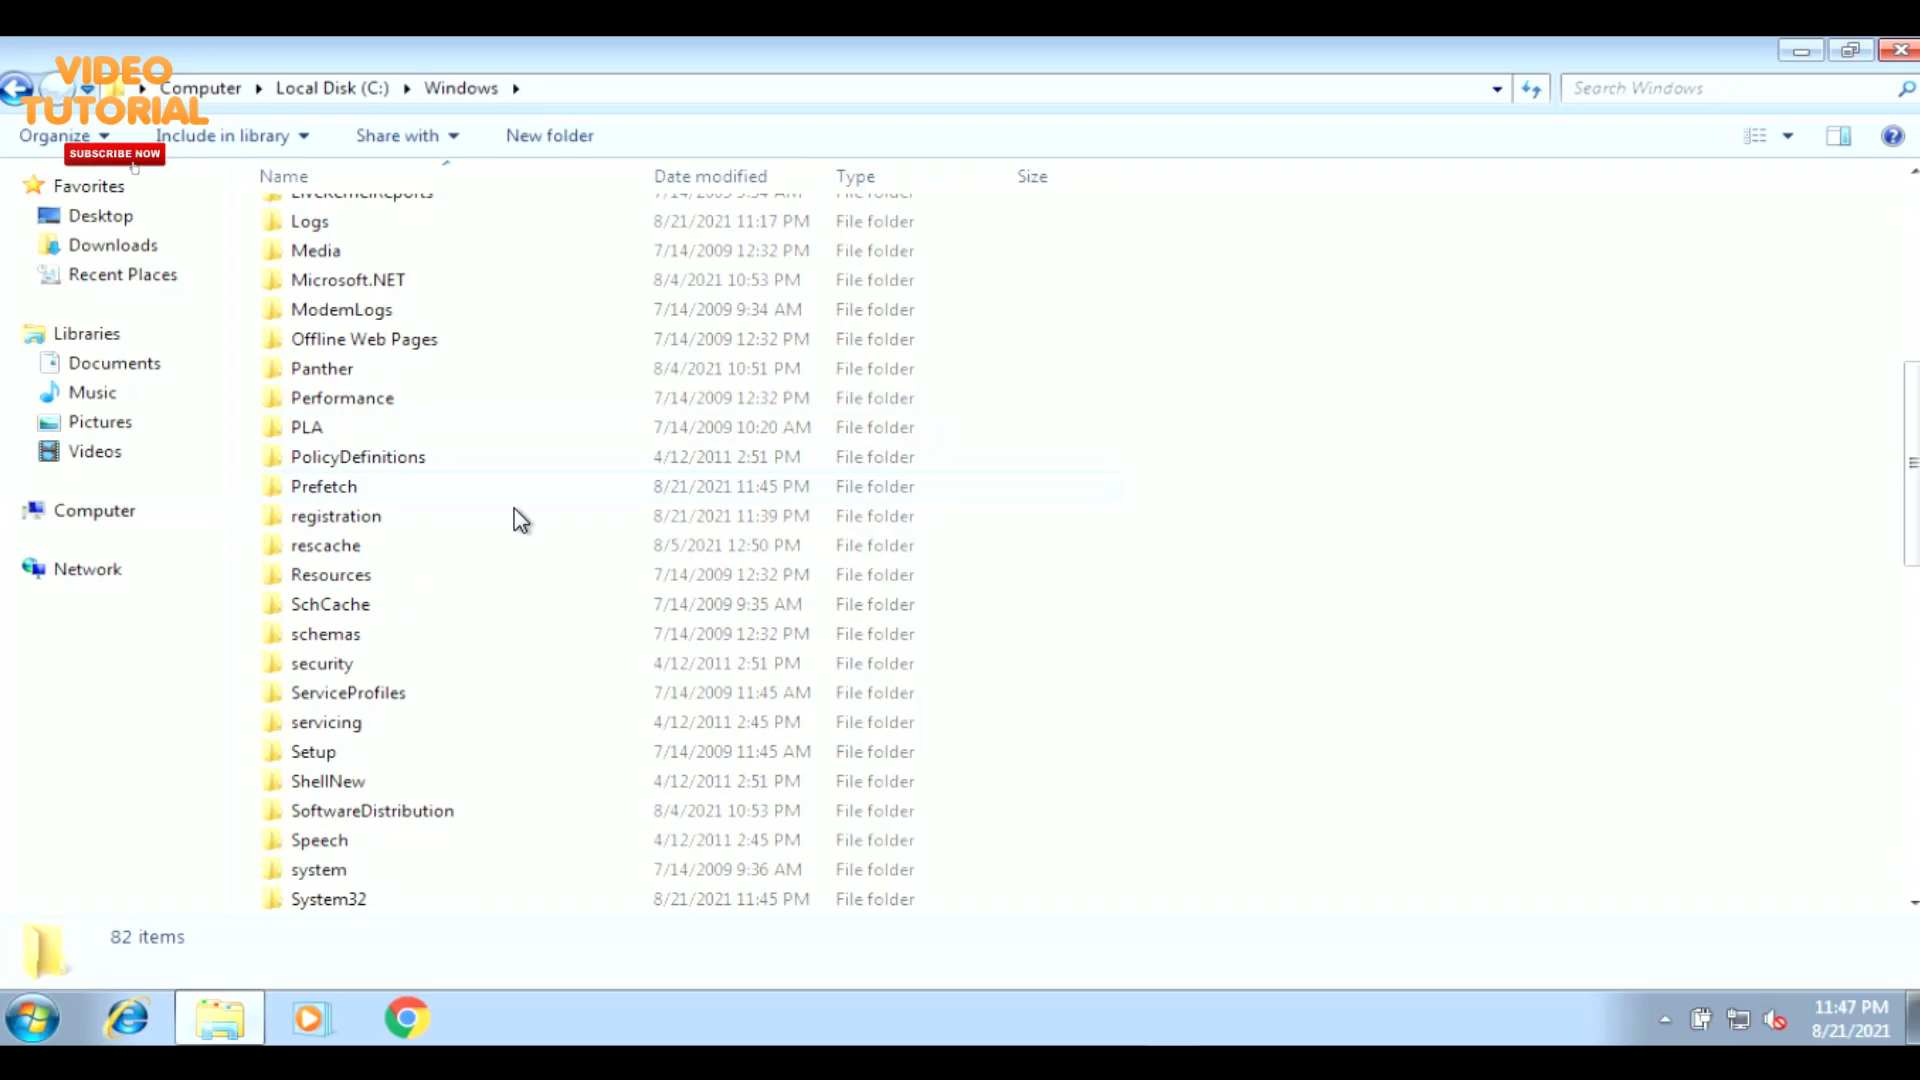 VIDEO
TUTORIAL
SUBSCRIBE NOW
Computer Local Disk (C:) Windows
Search Windows
Organize Include in library Share with New folder
Favorites
Desktop
Downloads
Recent Places
Libraries
Documents
Music
Pictures
Videos
Computer
Network
Name Date modified Type Size
LiveKernelReports 7/14/2009 9:34 AM File folder
Logs 8/21/2021 11:17 PM File folder
Media 7/14/2009 12:32 PM File folder
Microsoft.NET 8/4/2021 10:53 PM File folder
ModemLogs 7/14/2009 9:34 AM File folder
Offline Web Pages 7/14/2009 12:32 PM File folder
Panther 8/4/2021 10:51 PM File folder
Performance 7/14/2009 12:32 PM File folder
PLA 7/14/2009 10:20 AM File folder
PolicyDefinitions 4/12/2011 2:51 PM File folder
Prefetch 8/21/2021 11:45 PM File folder
registration 8/21/2021 11:39 PM File folder
rescache 8/5/2021 12:50 PM File folder
Resources 7/14/2009 12:32 PM File folder
SchCache 7/14/2009 9:35 AM File folder
schemas 7/14/2009 12:32 PM File folder
security 4/12/2011 2:51 PM File folder
ServiceProfiles 7/14/2009 11:45 AM File folder
servicing 4/12/2011 2:45 PM File folder
Setup 7/14/2009 11:45 AM File folder
ShellNew 4/12/2011 2:51 PM File folder
SoftwareDistribution 8/4/2021 10:53 PM File folder
Speech 4/12/2011 2:45 PM File folder
system 7/14/2009 9:36 AM File folder
System32 8/21/2021 11:45 PM File folder
82 items
11:47 PM
8/21/2021